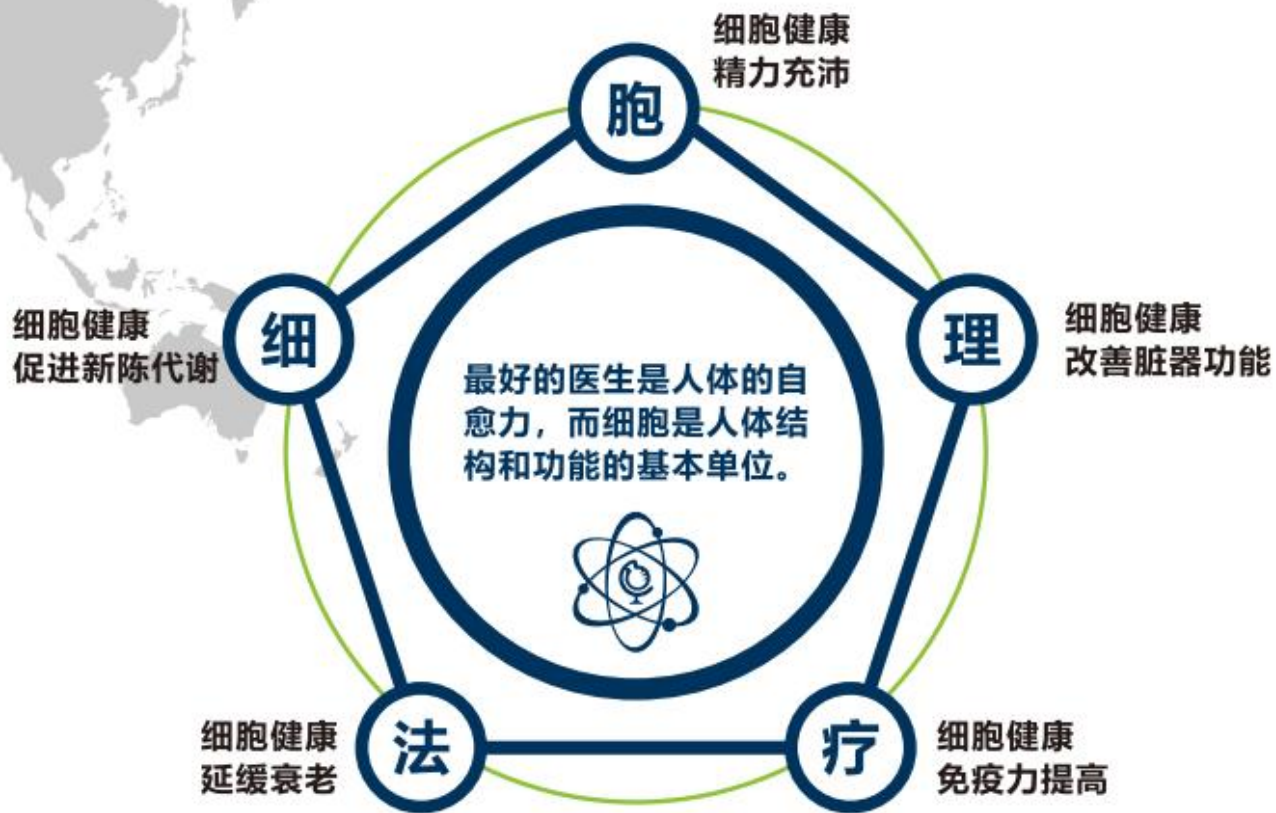 细胞健康
精力充沛
胞
细
理
细胞健康
促进新陈代谢
细胞健康
改善脏器功能
最好的医生是人体的自
愈力，而细胞是人体结
构和功能的基本单位。
法
疗
细胞健康
延缓衰老
细胞健康
免疫力提高